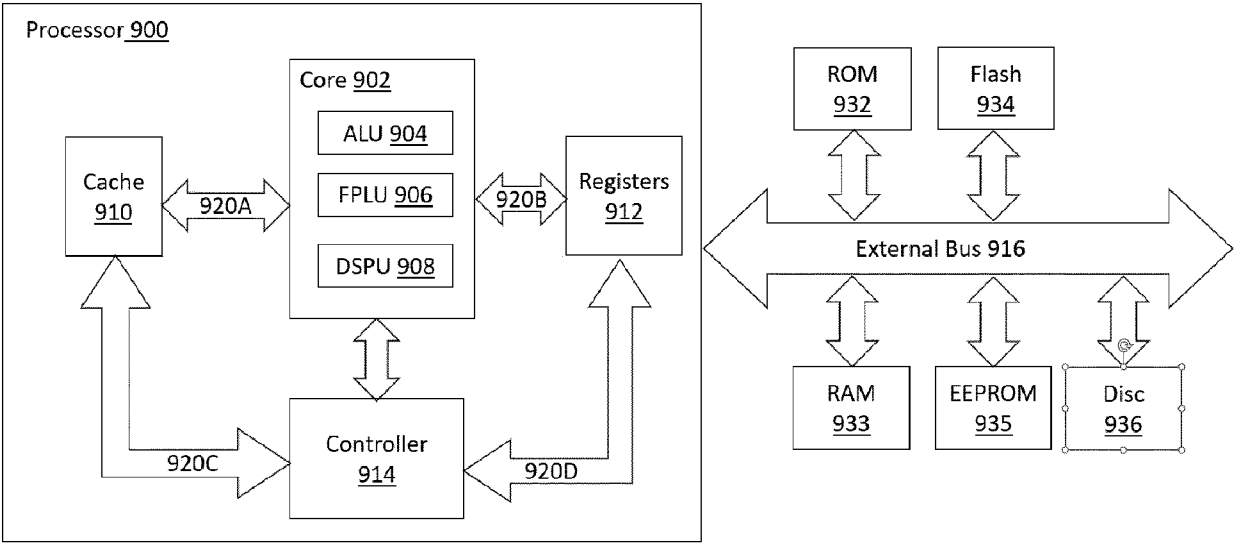 Processor 900
Core 902
ALU 904
FPLU 906
DSPU 908
Cache
910
920A
920B
Registers
912
Controller
914
920C
920D
ROM
932
Flash
934
External Bus 916
RAM
933
EEPROM
935
Disc
936